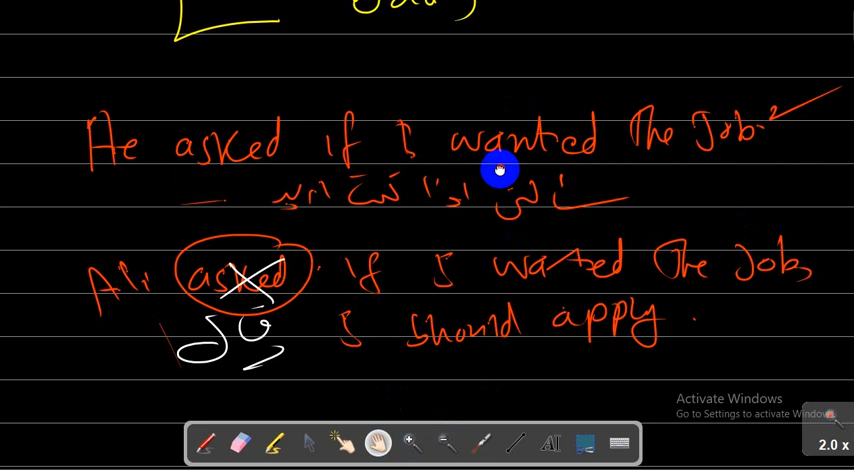 He asked if I wanted the Job.
سألني اذا كنت اريد
Ali asked if I wanted the Job,
I should apply.
قال
Activate Windows
Go to Settings to activate Windows.
AI
2.0 x